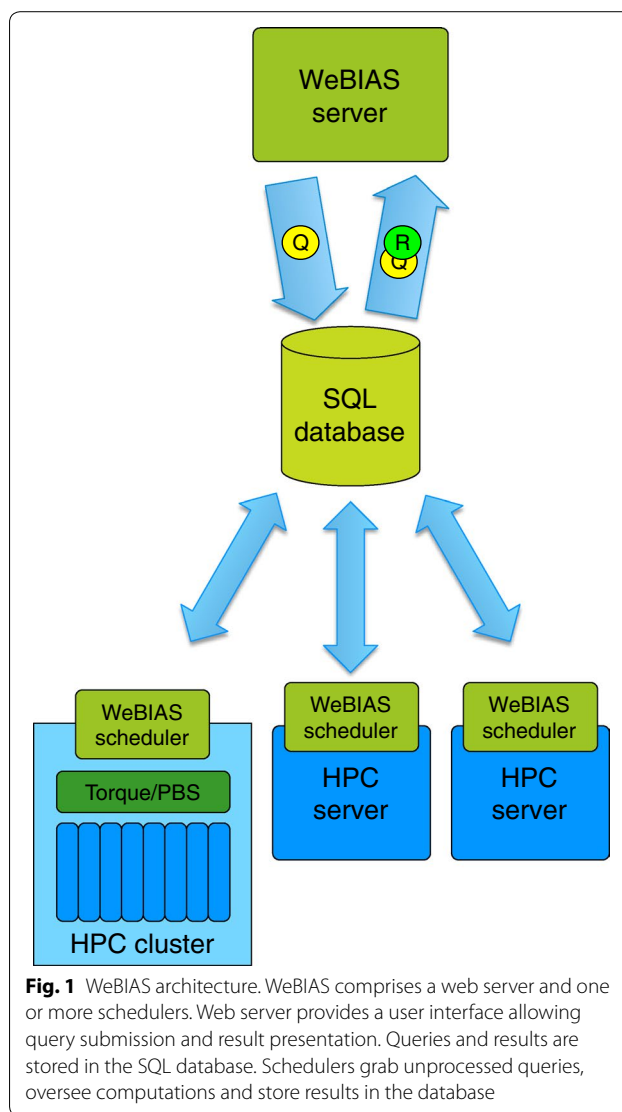 WeBIAS
server
Q
R
Q
SQL
database
WeBIAS
scheduler
WeBIAS
scheduler
WeBIAS
scheduler
Torque/PBS
HPC
server
HPC
server
HPC cluster
Fig. 1 WeBIAS architecture. WeBIAS comprises a web server and one
or more schedulers. Web server provides a user interface allowing
query submission and result presentation. Queries and results are
stored in the SQL database. Schedulers grab unprocessed queries,
oversee computations and store results in the database